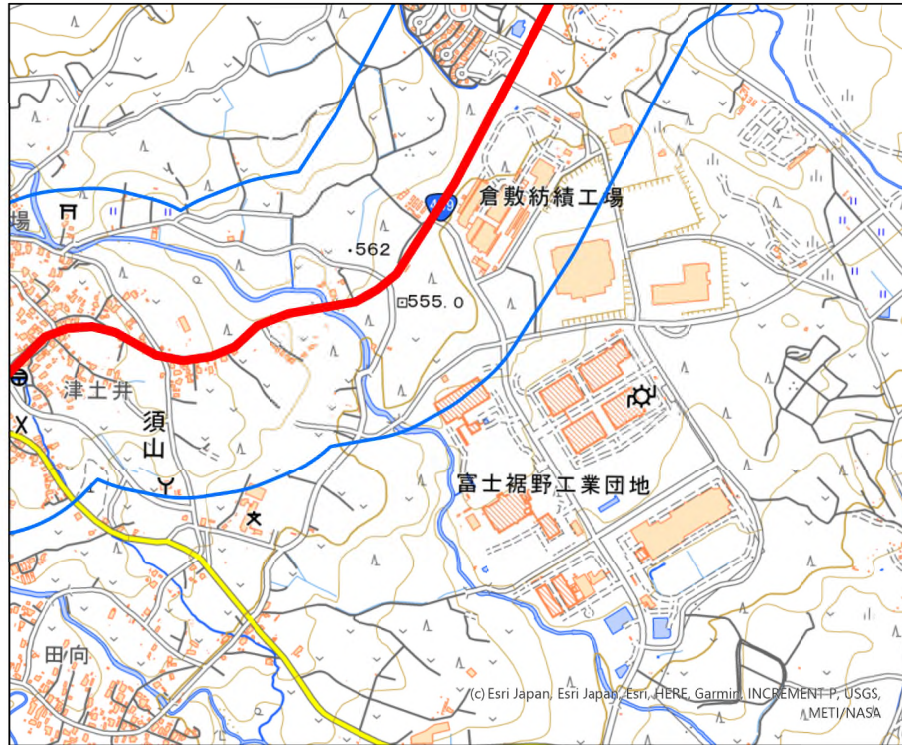 倉敷紡績工場
場
・562
555.0
津土井
須山
富士裾野工業団地
田向
(c) Esri Japan, Esri Japan, Esri, HERE, Garmin, INCREMENT P, USGS,
METI/NASA